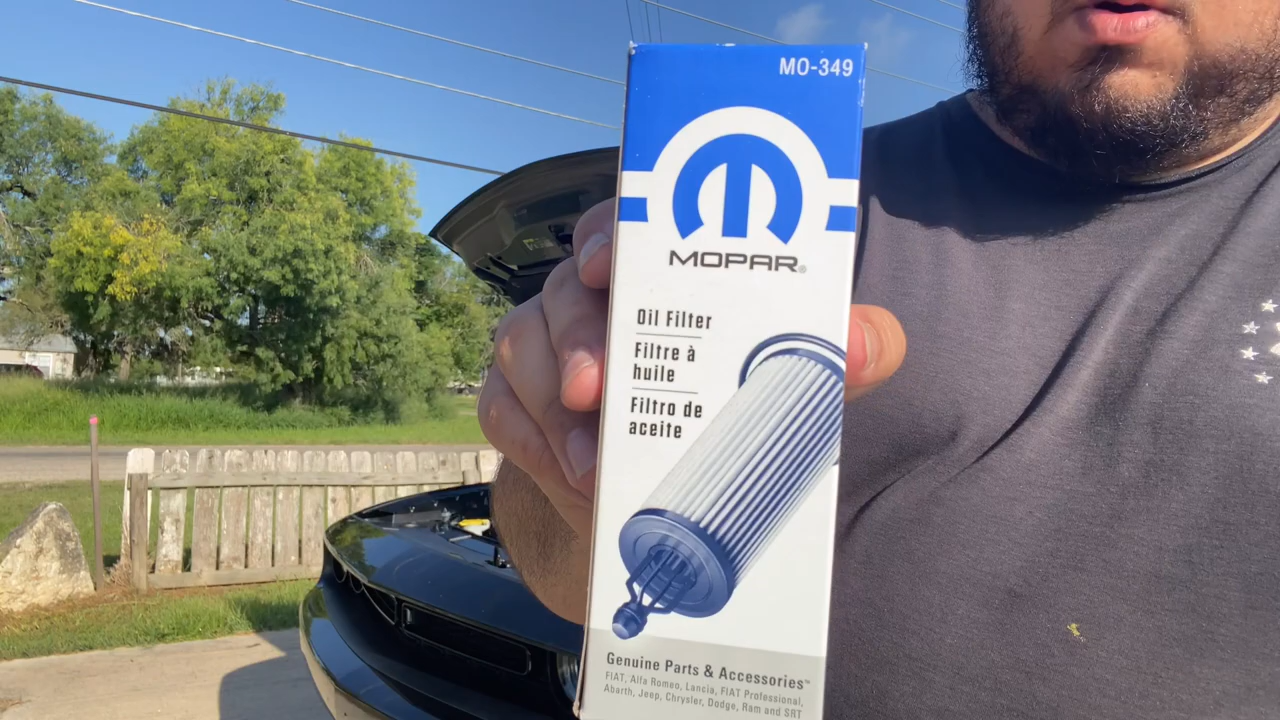 MO-349
MOPAR®
Oil Filter
Filtre à
huile
Filtro de
aceite
Genuine Parts & Accessories™
FIAT, Alfa Romeo, Lancia, FIAT Professional,
Abarth, Jeep, Chrysler, Dodge, Ram and SRT